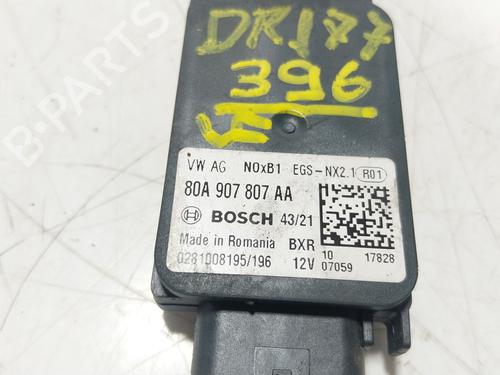 DR177
396
VW AG NOxB1 EGS-NX2.1 R01
80A 907 807 AA
BOSCH 43/21
Made in Romania BXR
0281008195/196 12V
10 17828
07059
B-PARTS